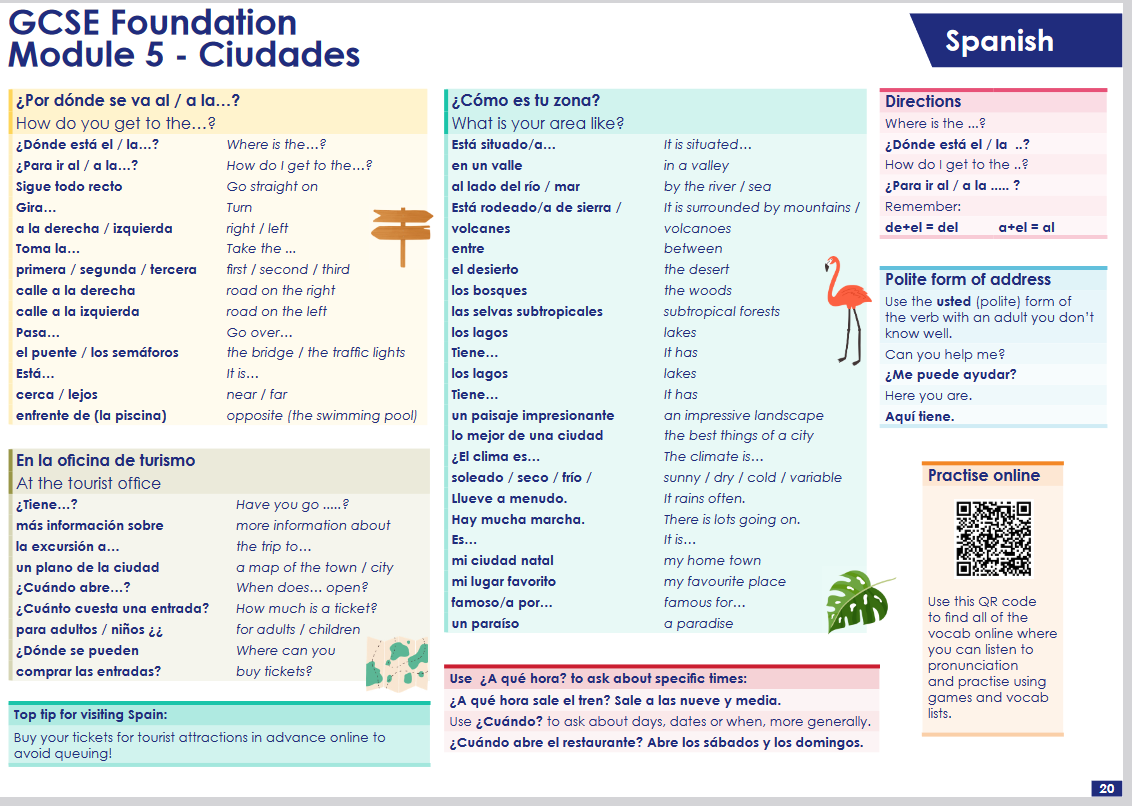 GCSE Foundation
Module 5 - Ciudades
Spanish
¿Por dónde se va al / a la...?
How do you get to the...?
¿Dónde está el / la...? Where is the...?
¿Para ir al / a la...? How do I get to the...?
Sigue todo recto Go straight on
Gira... Turn
a la derecha / izquierda right / left
Toma la... Take the ...
primera / segunda / tercera first / second / third
calle a la derecha road on the right
calle a la izquierda road on the left
Pasa... Go over...
el puente / los semáforos the bridge / the traffic lights
Está... It is...
cerca / lejos near / far
enfrente de (la piscina) opposite (the swimming pool)
En la oficina de turismo
At the tourist office
¿Tiene...? Have you go .....?
más información sobre more information about
la excursión a... the trip to...
un plano de la ciudad a map of the town / city
¿Cuándo abre...? When does... open?
¿Cuánto cuesta una entrada? How much is a ticket?
para adultos / niños ¿¿ for adults / children
¿Dónde se pueden Where can you
comprar las entradas? buy tickets?
Top tip for visiting Spain:
Buy your tickets for tourist attractions in advance online to
avoid queuing!
¿Cómo es tu zona?
What is your area like?
Está situado/a... It is situated...
en un valle in a valley
al lado del río / mar by the river / sea
Está rodeado/a de sierra / It is surrounded by mountains /
volcanes volcanoes
entre between
el desierto the desert
los bosques the woods
las selvas subtropicales subtropical forests
los lagos lakes
Tiene... It has
los lagos lakes
Tiene... It has
un paisaje impresionante an impressive landscape
lo mejor de una ciudad the best things of a city
¿El clima es... The climate is...
soleado / seco / frío / sunny / dry / cold / variable
Llueve a menudo. It rains often.
Hay mucha marcha. There is lots going on.
Es... It is...
mi ciudad natal my home town
mi lugar favorito my favourite place
famoso/a por... famous for...
un paraíso a paradise
Use ¿A qué hora? to ask about specific times:
¿A qué hora sale el tren? Sale a las nueve y media.
Use ¿Cuándo? to ask about days, dates or when, more generally.
¿Cuándo abre el restaurante? Abre los sábados y los domingos.
Directions
Where is the ...?
¿Dónde está el / la ..?
How do I get to the ..?
¿Para ir al / a la ..... ?
Remember:
de+el = del a+el = al
Polite form of address
Use the usted (polite) form of
the verb with an adult you don't
know well.
Can you help me?
¿Me puede ayudar?
Here you are.
Aquí tiene.
Practise online
Use this QR code
to find all of the
vocab online where
you can listen to
pronunciation
and practise using
games and vocab
lists.
20